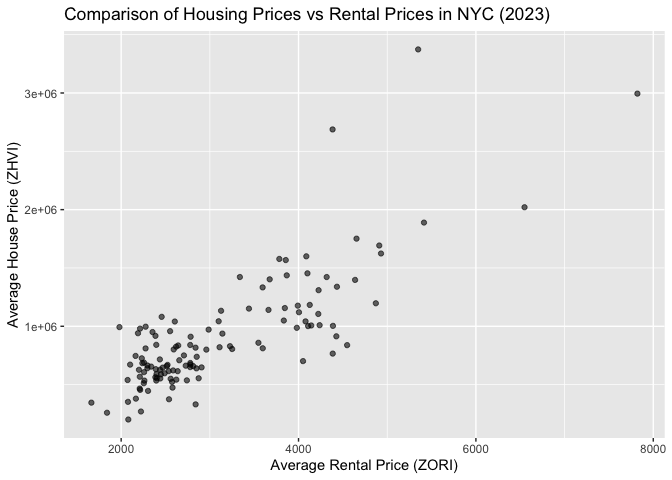 Comparison of Housing Prices vs Rental Prices in NYC (2023)
Average House Price (ZHVI)
3e+06
2e+06
1e+06
2000 4000 6000 8000
Average Rental Price (ZORI)